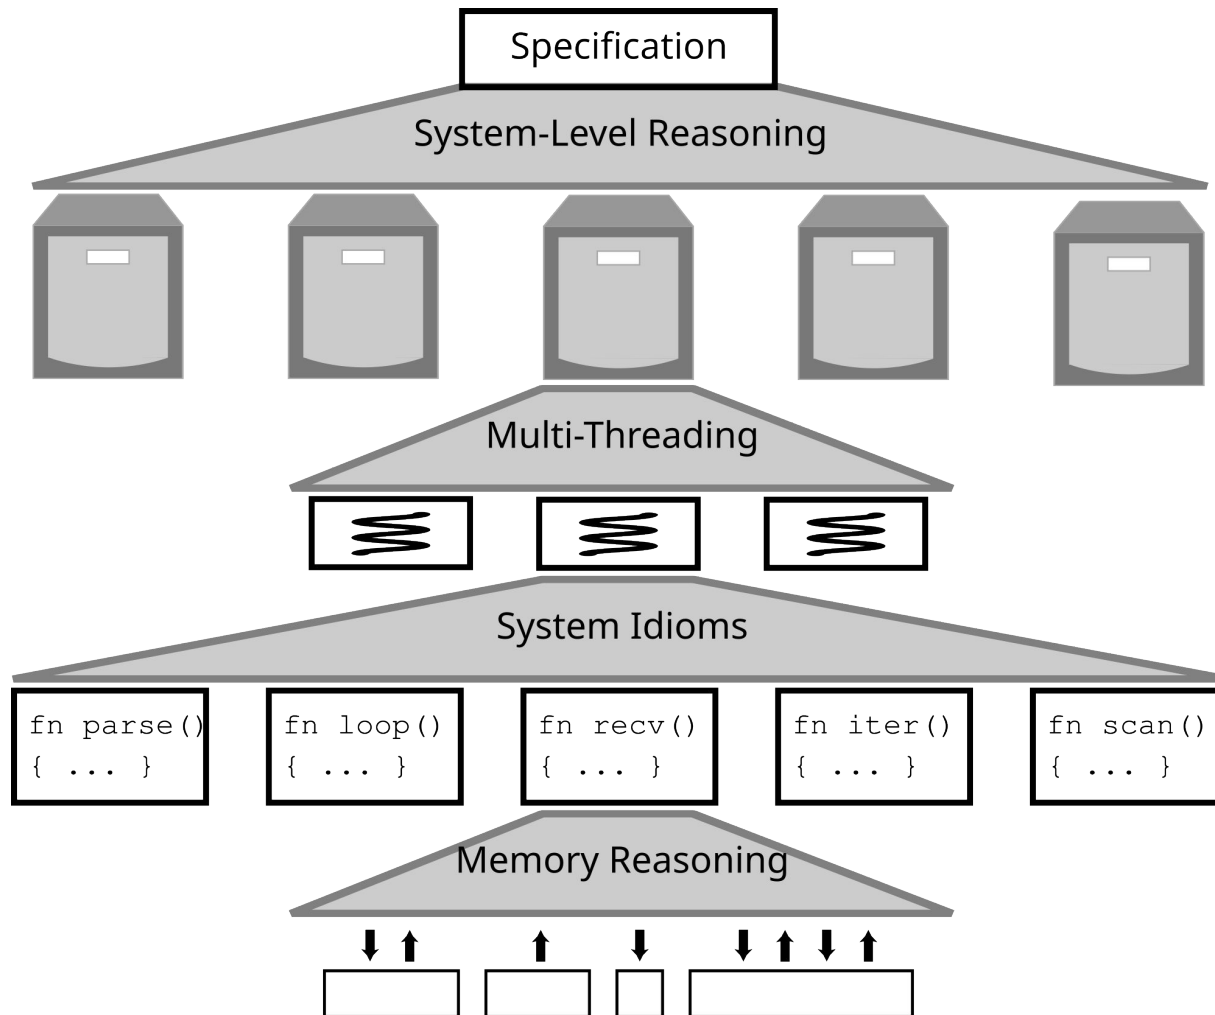 Specification
System-Level Reasoning
Multi-Threading
System Idioms
fn parse()
{ ... }
fn loop()
{ ... }
fn recv()
{ ... }
fn iter()
{ ... }
fn scan()
{ ... }
Memory Reasoning